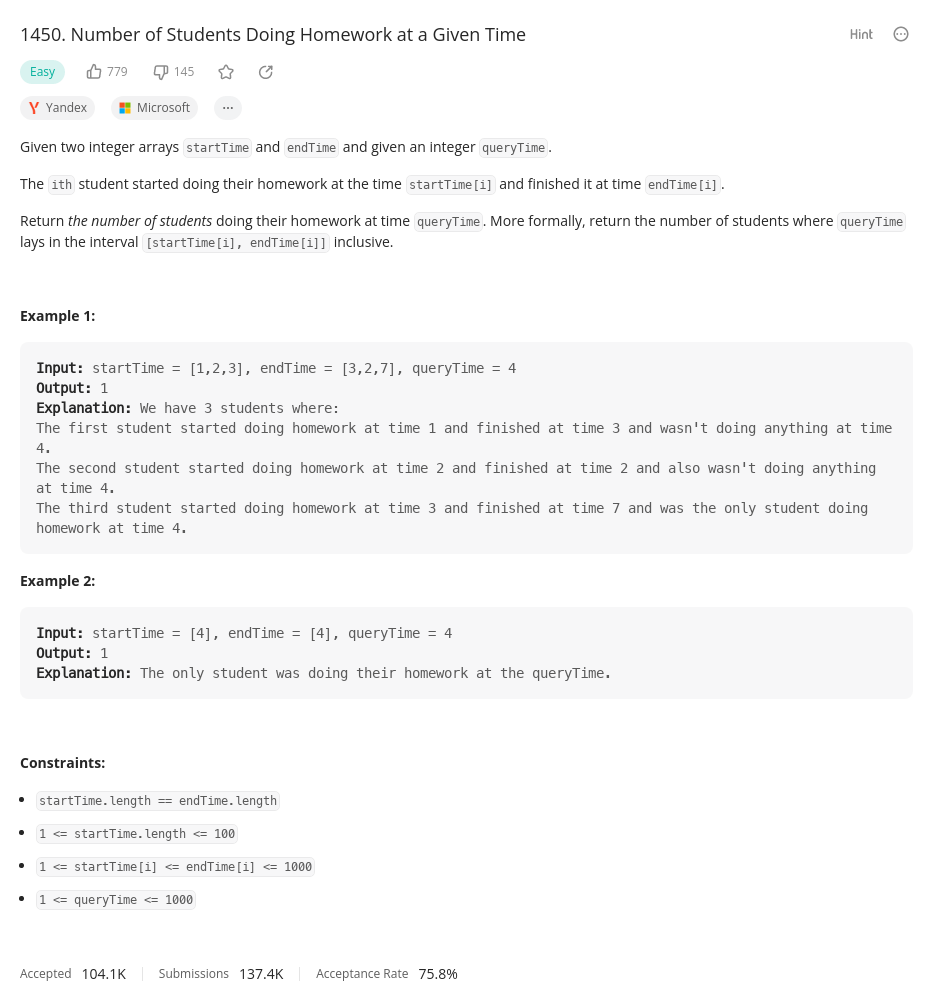 1450. Number of Students Doing Homework at a Given Time
Hint
Easy
779
145
Yandex
Microsoft
...
Given two integer arrays startTime and endTime and given an integer queryTime.
The ith student started doing their homework at the time startTime[i] and finished it at time endTime[i].
Return the number of students doing their homework at time queryTime. More formally, return the number of students where queryTime
lays in the interval [startTime[i], endTime[i]] inclusive.
Example 1:
Input: startTime = [1,2,3], endTime = [3,2,7], queryTime = 4
Output: 1
Explanation: We have 3 students where:
The first student started doing homework at time 1 and finished at time 3 and wasn't doing anything at time
4.
The second student started doing homework at time 2 and finished at time 2 and also wasn't doing anything
at time 4.
The third student started doing homework at time 3 and finished at time 7 and was the only student doing
homework at time 4.
Example 2:
Input: startTime = [4], endTime = [4], queryTime = 4
Output: 1
Explanation: The only student was doing their homework at the queryTime.
Constraints:
startTime.length == endTime.length
1 <= startTime.length <= 100
1 <= startTime[i] <= endTime[i] <= 1000
1 <= queryTime <= 1000
Accepted 104.1K Submissions 137.4K Acceptance Rate 75.8%